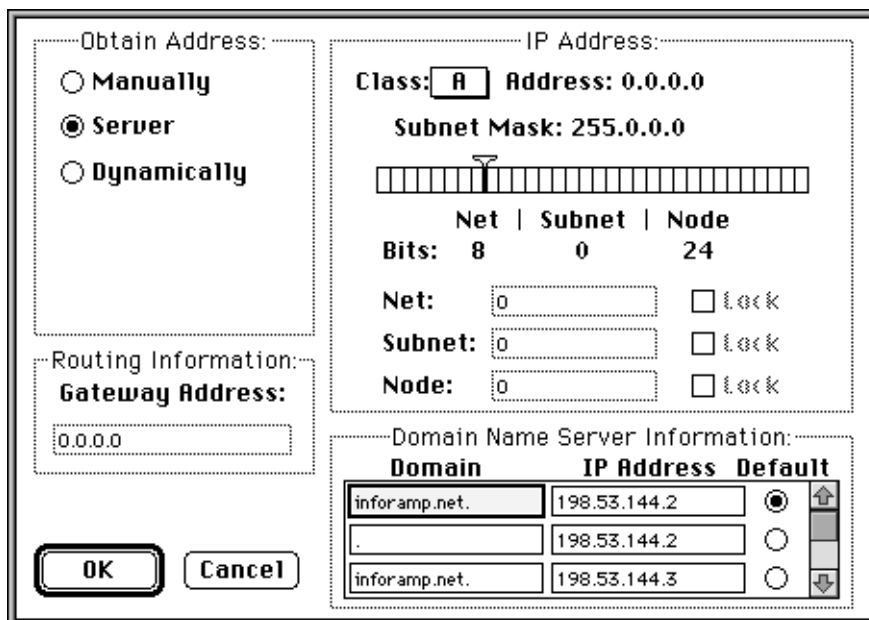 Obtain Address:
Manually
Server
Dynamically
Routing Information:
Gateway Address:
0.0.0.0
OK
Cancel
IP Address:
Class: A Address: 0.0.0.0
Subnet Mask: 255.0.0.0
Net | Subnet | Node
Bits: 8 0 24
Net: 0 Lock
Subnet: 0 Lock
Node: 0 Lock
Domain Name Server Information:
Domain IP Address Default
inforamp.net. 198.53.144.2
. 198.53.144.2
inforamp.net. 198.53.144.3